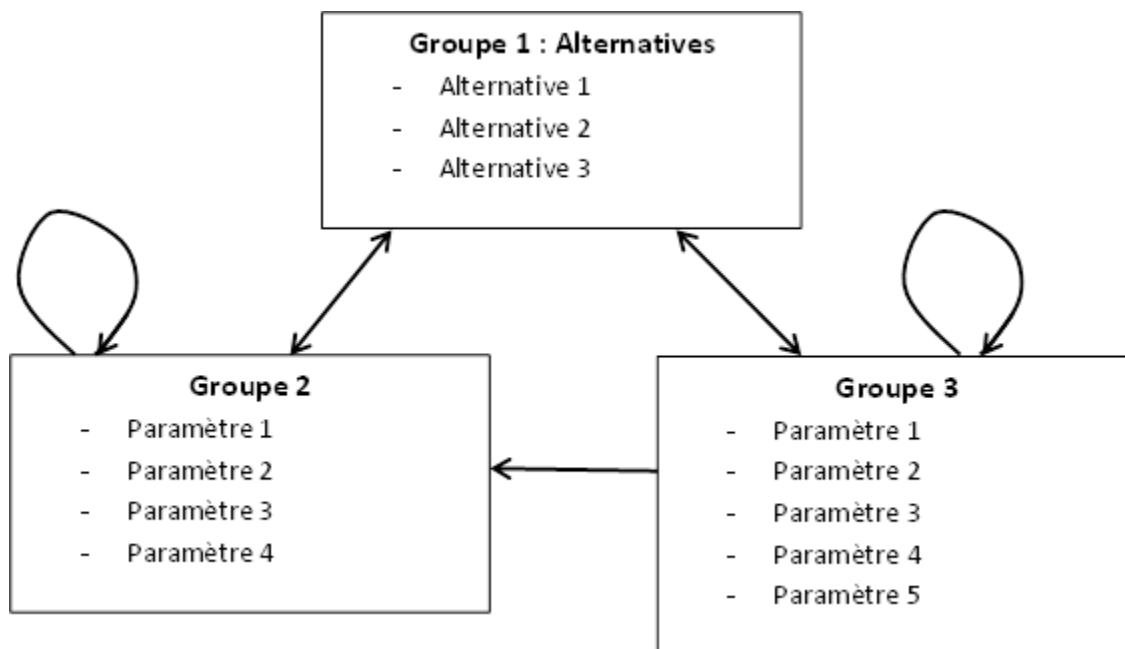 Groupe 1 : Alternatives
- Alternative 1
- Alternative 2
- Alternative 3
Groupe 2
- Paramètre 1
- Paramètre 2
- Paramètre 3
- Paramètre 4
Groupe 3
- Paramètre 1
- Paramètre 2
- Paramètre 3
- Paramètre 4
- Paramètre 5